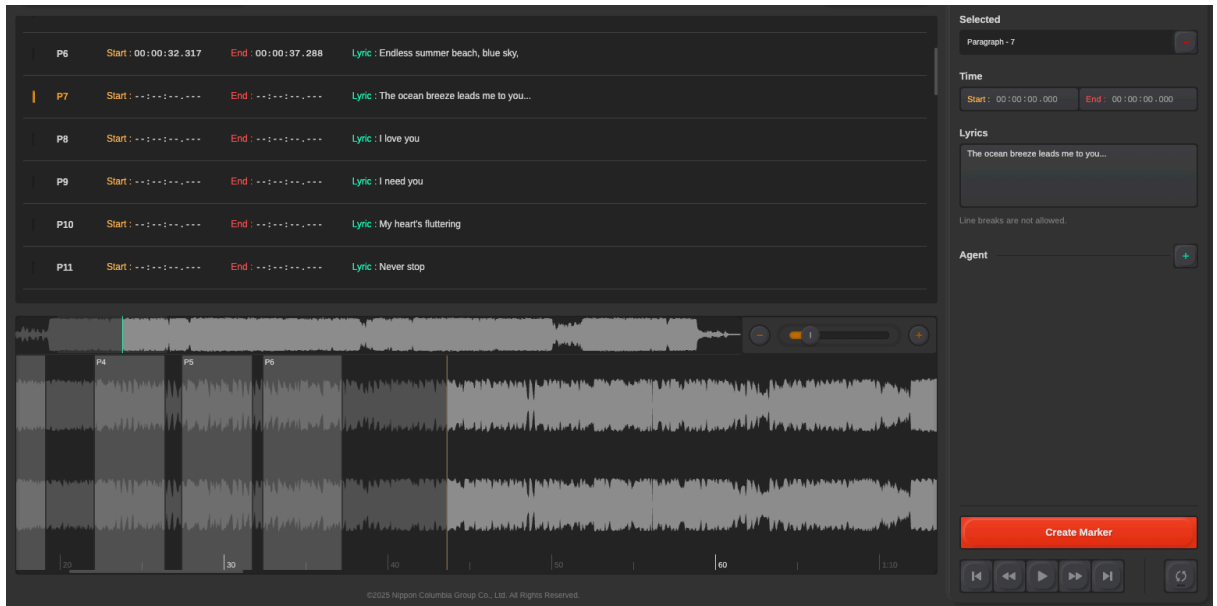 P6 Start : 00:00:32.317 End : 00:00:37.288 Lyric : Endless summer beach, blue sky,
P7 Start : --:--:--.--- End : --:--:--.--- Lyric : The ocean breeze leads me to you...
P8 Start : --:--:--.--- End : --:--:--.--- Lyric : I love you
P9 Start : --:--:--.--- End : --:--:--.--- Lyric : I need you
P10 Start : --:--:--.--- End : --:--:--.--- Lyric : My heart's fluttering
P11 Start : --:--:--.--- End : --:--:--.--- Lyric : Never stop
P4 P5 P6
20 30 40 50 60 1:10
©2025 Nippon Columbia Group Co., Ltd. All Rights Reserved.
Selected
Paragraph - 7
Time
Start : 00:00:00.000 End : 00:00:00.000
Lyrics
The ocean breeze leads me to you...
Line breaks are not allowed.
Agent
Create Marker